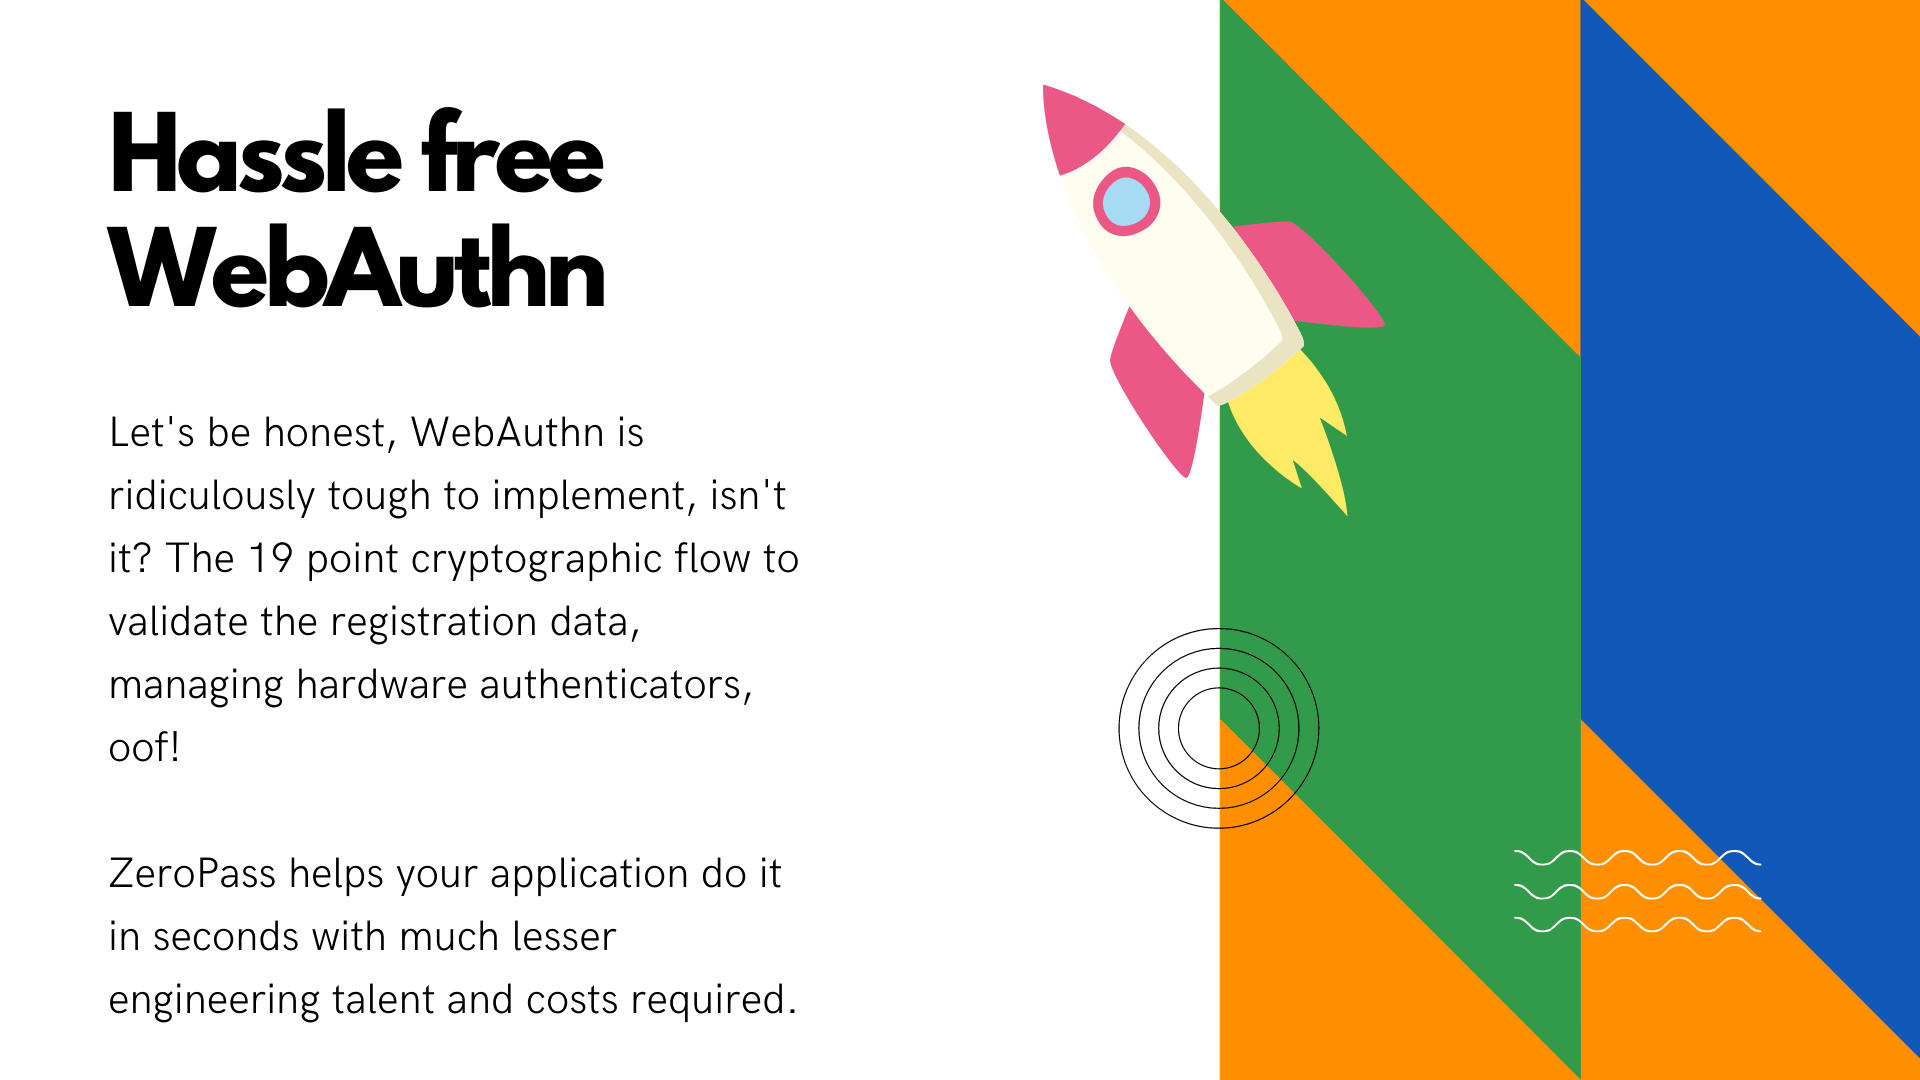 Hassle free
WebAuthn
Let's be honest, WebAuthn is
ridiculously tough to implement, isn't
it? The 19 point cryptographic flow to
validate the registration data,
managing hardware authenticators,
oof!
ZeroPass helps your application do it
in seconds with much lesser
engineering talent and costs required.